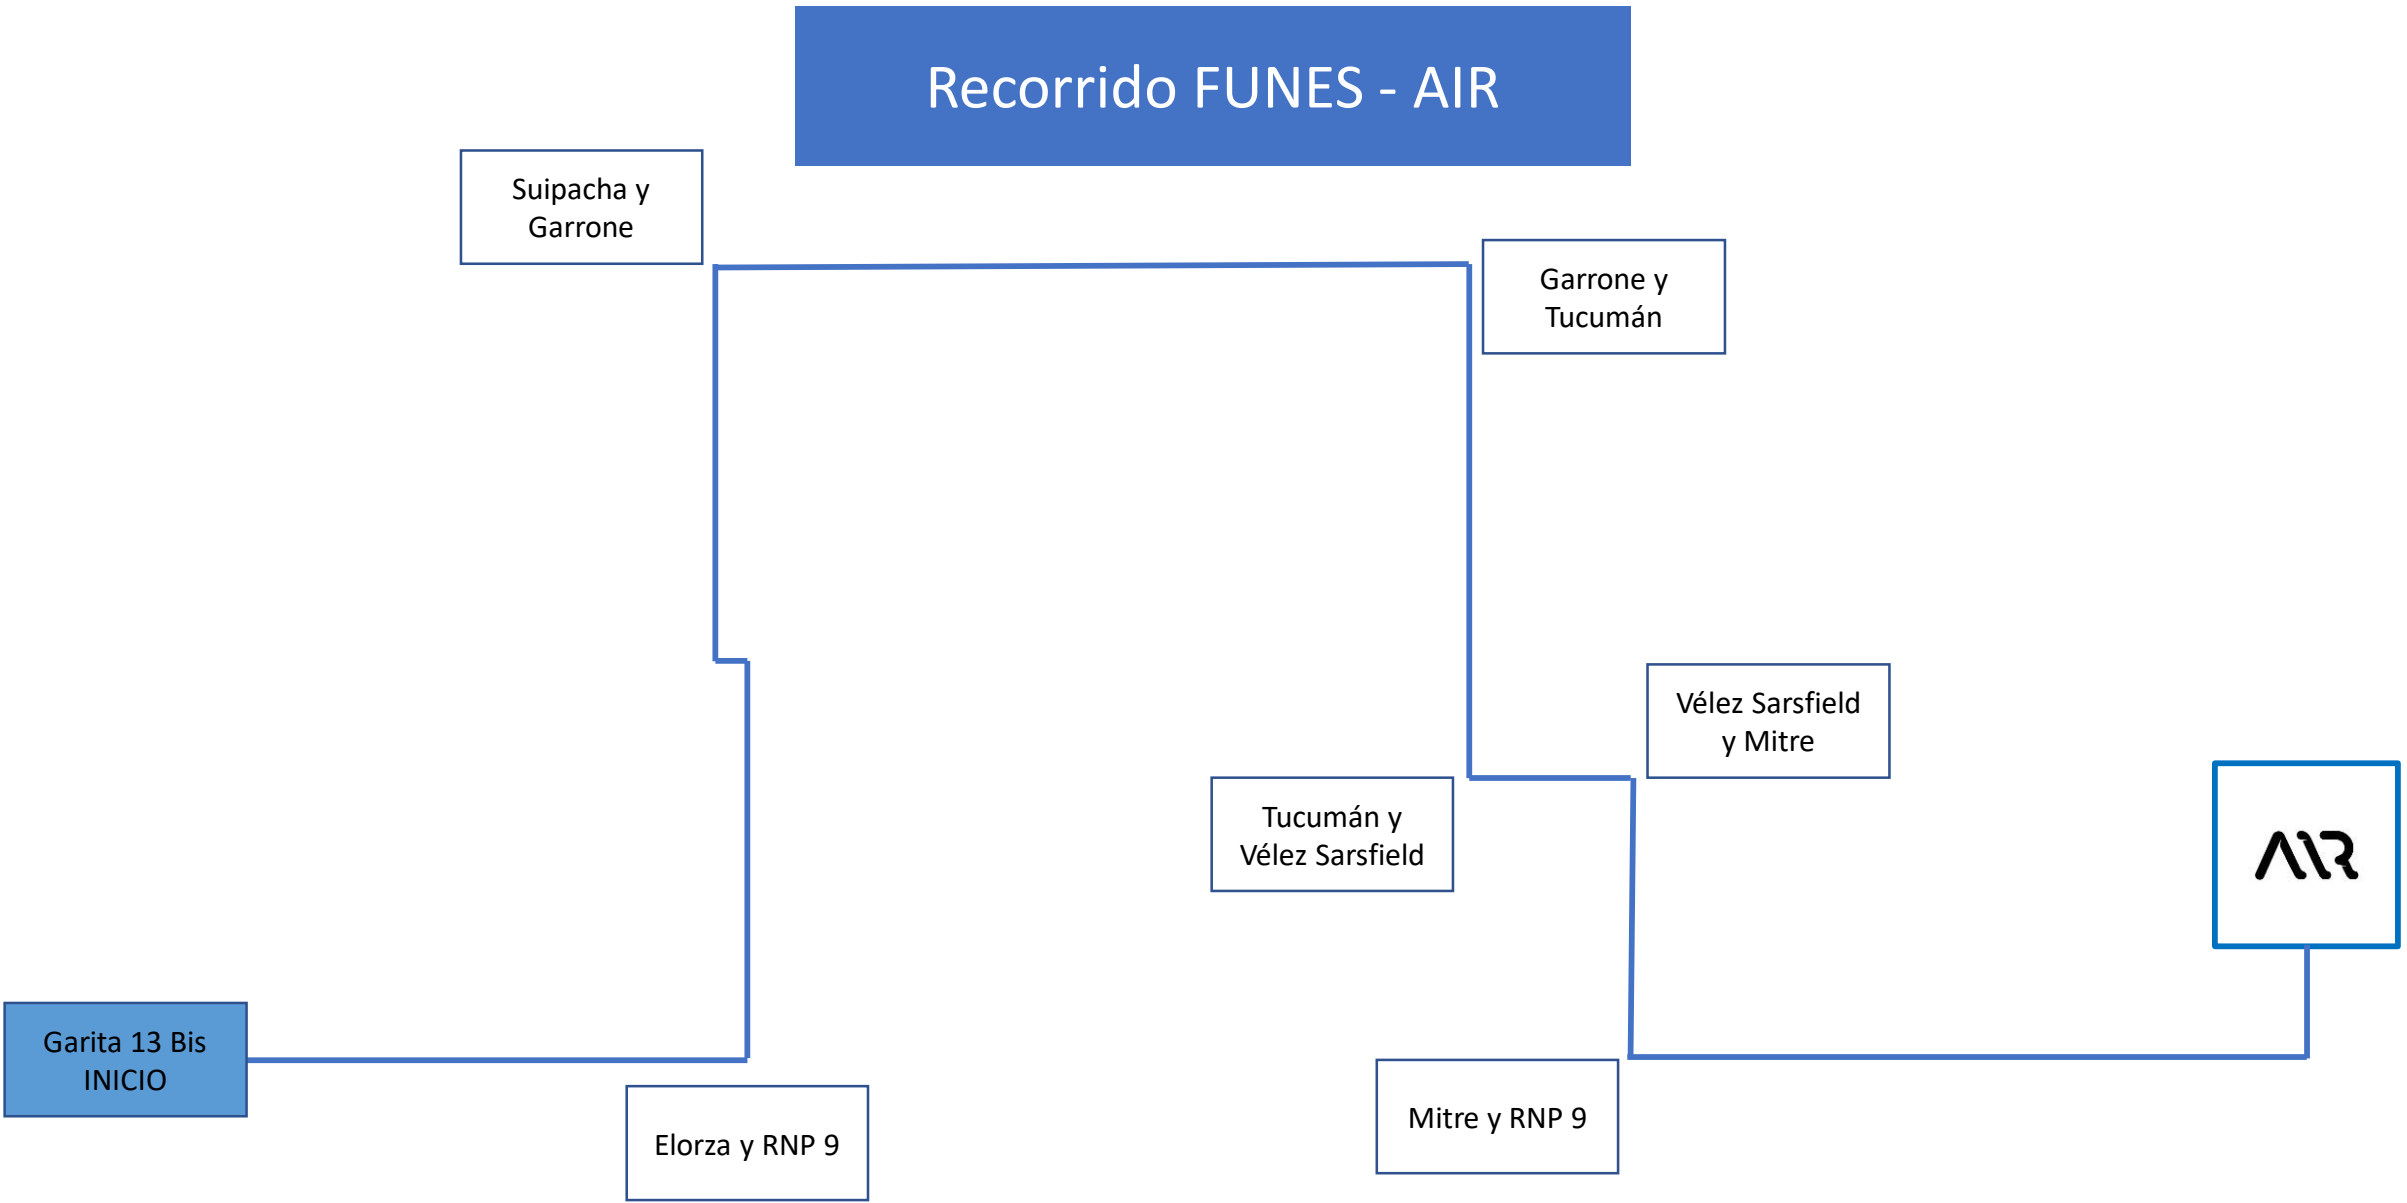 Recorrido FUNES - AIR
Suipacha y
Garrone
Garrone y
Tucumán
Vélez Sarsfield
y Mitre
Tucumán y
Vélez Sarsfield
AIR
Garita 13 Bis
INICIO
Elorza y RNP 9
Mitre y RNP 9